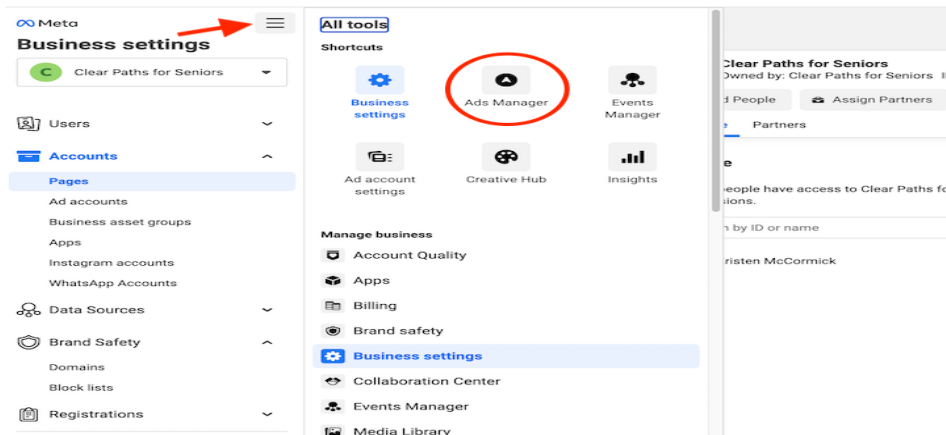 Meta
Business settings
C Clear Paths for Seniors
Users
Accounts
Pages
Ad accounts
Business asset groups
Apps
Instagram accounts
WhatsApp Accounts
Data Sources
Brand Safety
Domains
Block lists
Registrations
All tools
Shortcuts
Business settings
Ads Manager
Events Manager
Ad account settings
Creative Hub
Insights
Manage business
Account Quality
Apps
Billing
Brand safety
Business settings
Collaboration Center
Events Manager
Media Library
Clear Paths for Seniors
Owned by: Clear Paths for Seniors
People
Assign Partners
Partners
people have access to Clear Paths
by ID or name
risten McCormick